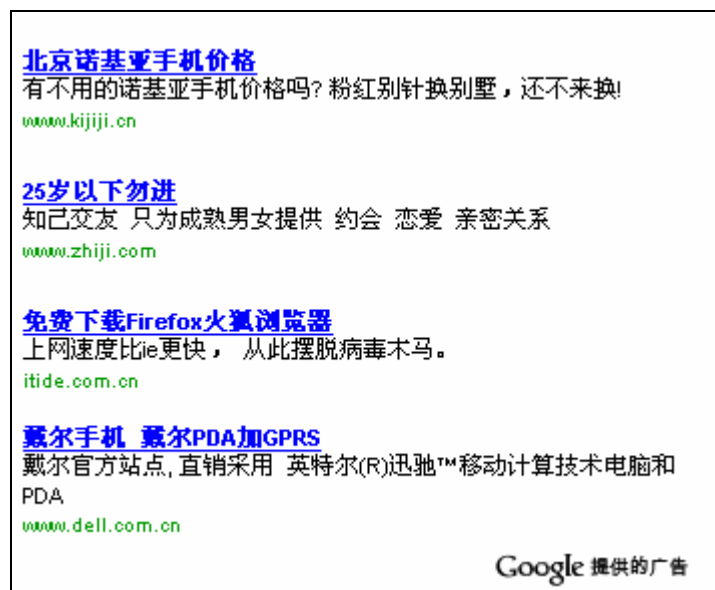 北京诺基亚手机价格
有不用的诺基亚手机价格吗? 粉红别针换别墅，还不来换!
www.kijiji.cn
25岁以下勿进
知己交友 只为成熟男女提供 约会 恋爱 亲密关系
www.zhiji.com
免费下载Firefox火狐浏览器
上网速度比ie更快， 从此摆脱病毒木马。
itide.com.cn
戴尔手机 戴尔PDA加GPRS
戴尔官方站点, 直销采用 英特尔(R)迅驰™移动计算技术电脑和
PDA
www.dell.com.cn
Google 提供的广告